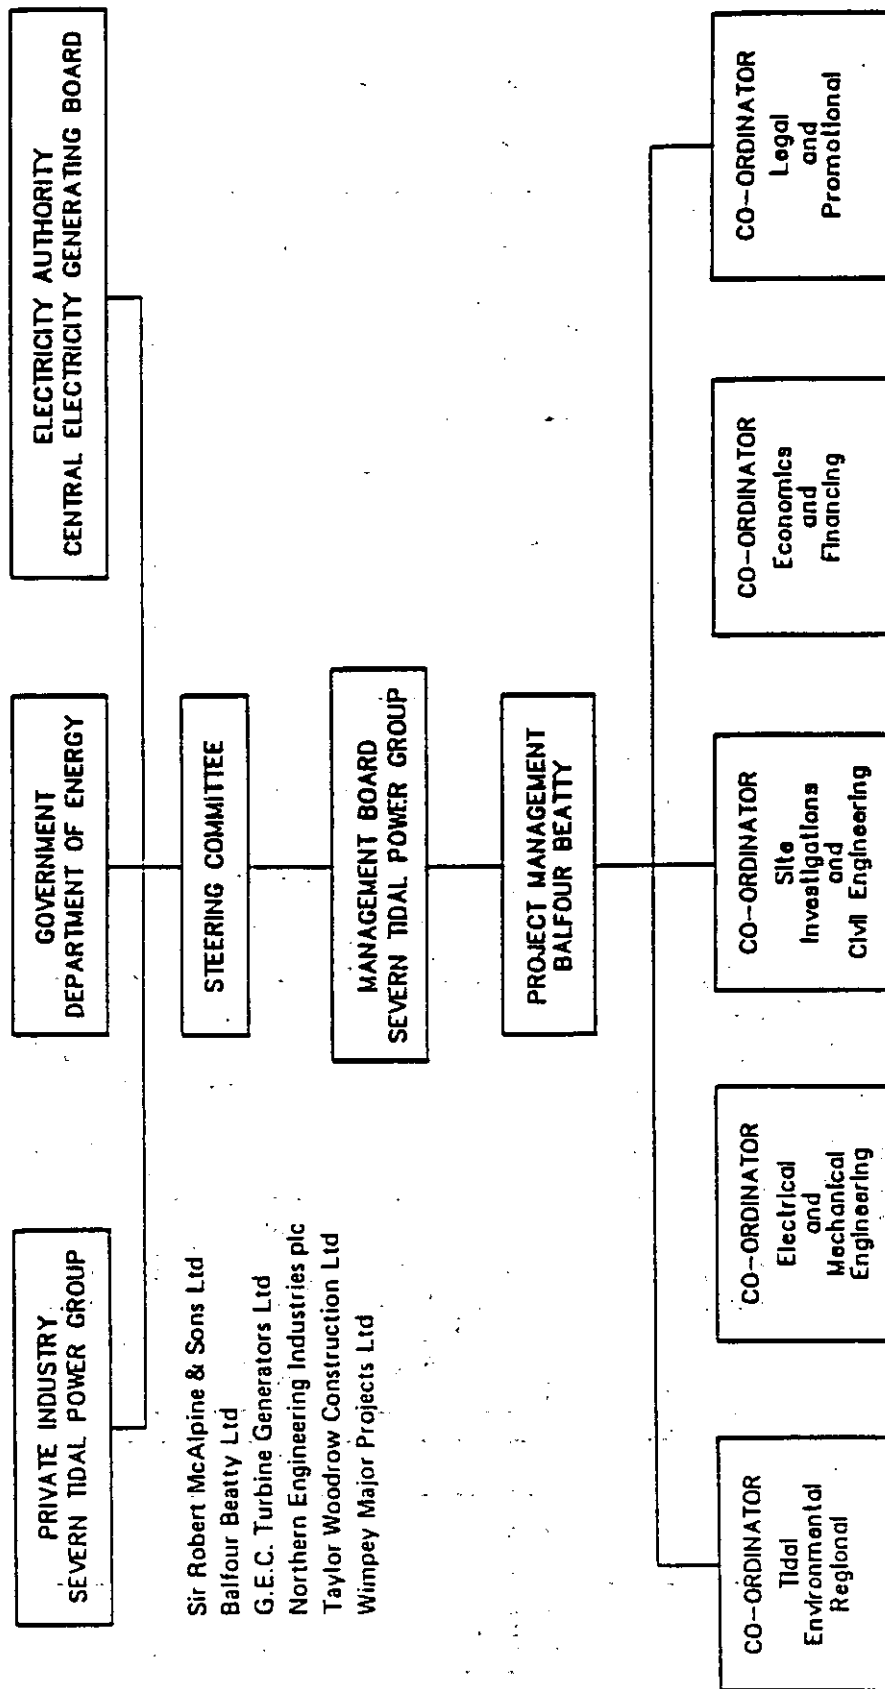 PRIVATE INDUSTRY
SEVERN TIDAL POWER GROUP
GOVERNMENT
DEPARTMENT OF ENERGY
ELECTRICITY AUTHORITY
CENTRAL ELECTRICITY GENERATING BOARD
Sir Robert McAlpine & Sons Ltd
Balfour Beatty Ltd
G.E.C. Turbine Generators Ltd
Northern Engineering Industries plc
Taylor Woodrow Construction Ltd
Wimpey Major Projects Ltd
STEERING COMMITTEE
MANAGEMENT BOARD
SEVERN TIDAL POWER GROUP
PROJECT MANAGEMENT
BALFOUR BEATTY
CO-ORDINATOR
Tidal
Environmental
Regional
CO-ORDINATOR
Electrical
and
Mechanical
Engineering
CO-ORDINATOR
Site
Investigations
and
Civil Engineering
CO-ORDINATOR
Economics
and
Financing
CO-ORDINATOR
Legal
and
Promotional